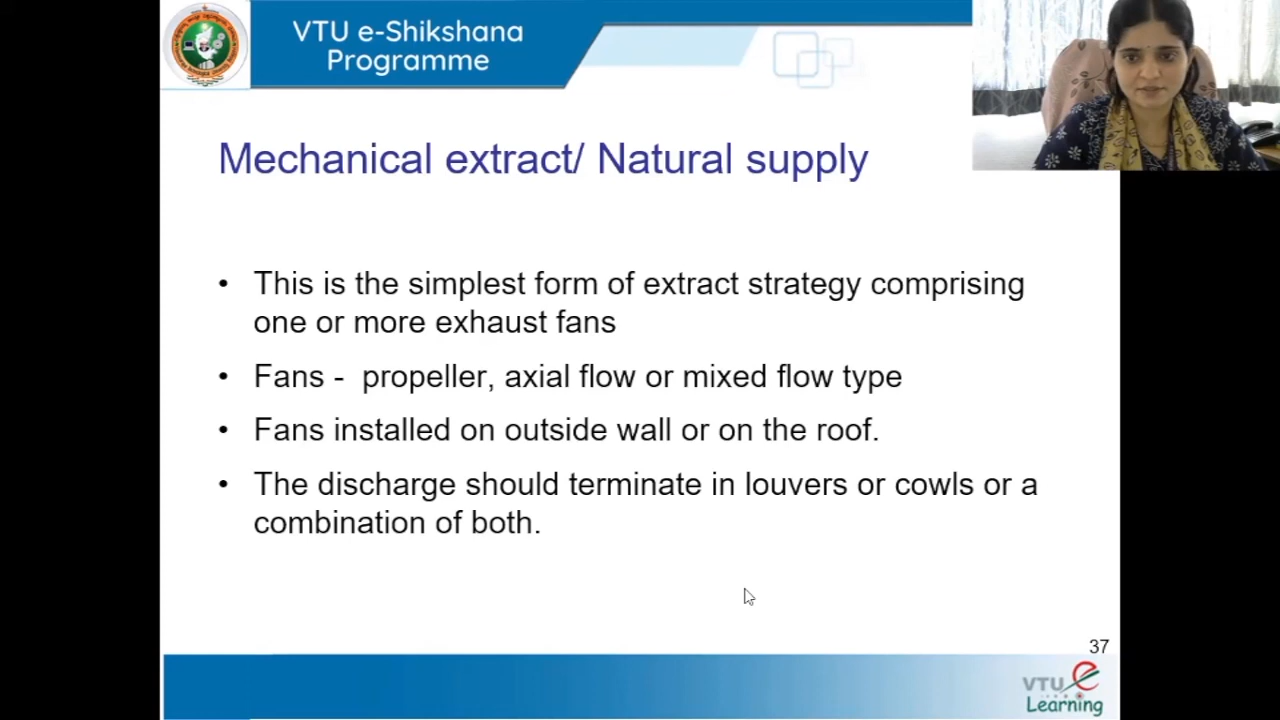 VTU e-Shikshana
Programme
Mechanical extract/ Natural supply
• This is the simplest form of extract strategy comprising
one or more exhaust fans
• Fans - propeller, axial flow or mixed flow type
• Fans installed on outside wall or on the roof.
• The discharge should terminate in louvers or cowls or a
combination of both.
37
VTU e
Learning